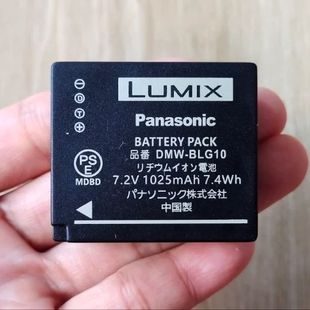 LUMIX
Panasonic
BATTERY PACK
品番 DMW-BLG10
リチウムイオン電池
7.2V 1025mAh 7.4Wh
パナソニック株式会社
中国製
+ T −
PS
E
MDBD